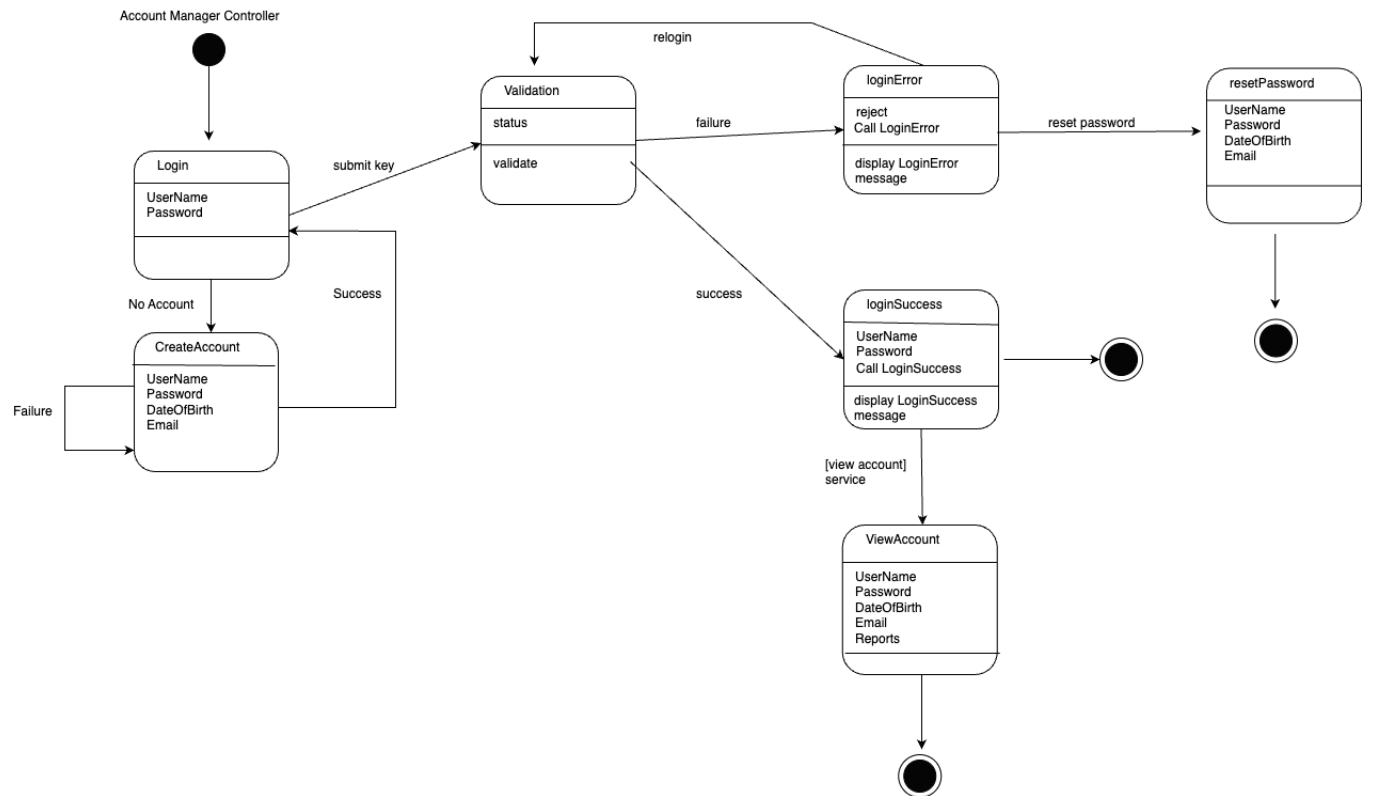 Account Manager Controller
Login
UserName
Password
No Account
CreateAccount
UserName
Password
DateOfBirth
Email
Failure
Success
submit key
Validation
status
validate
relogin
failure
success
loginError
reject
Call LoginError
display LoginError
message
reset password
resetPassword
UserName
Password
DateOfBirth
Email
loginSuccess
UserName
Password
Call LoginSuccess
display LoginSuccess
message
[view account]
service
ViewAccount
UserName
Password
DateOfBirth
Email
Reports